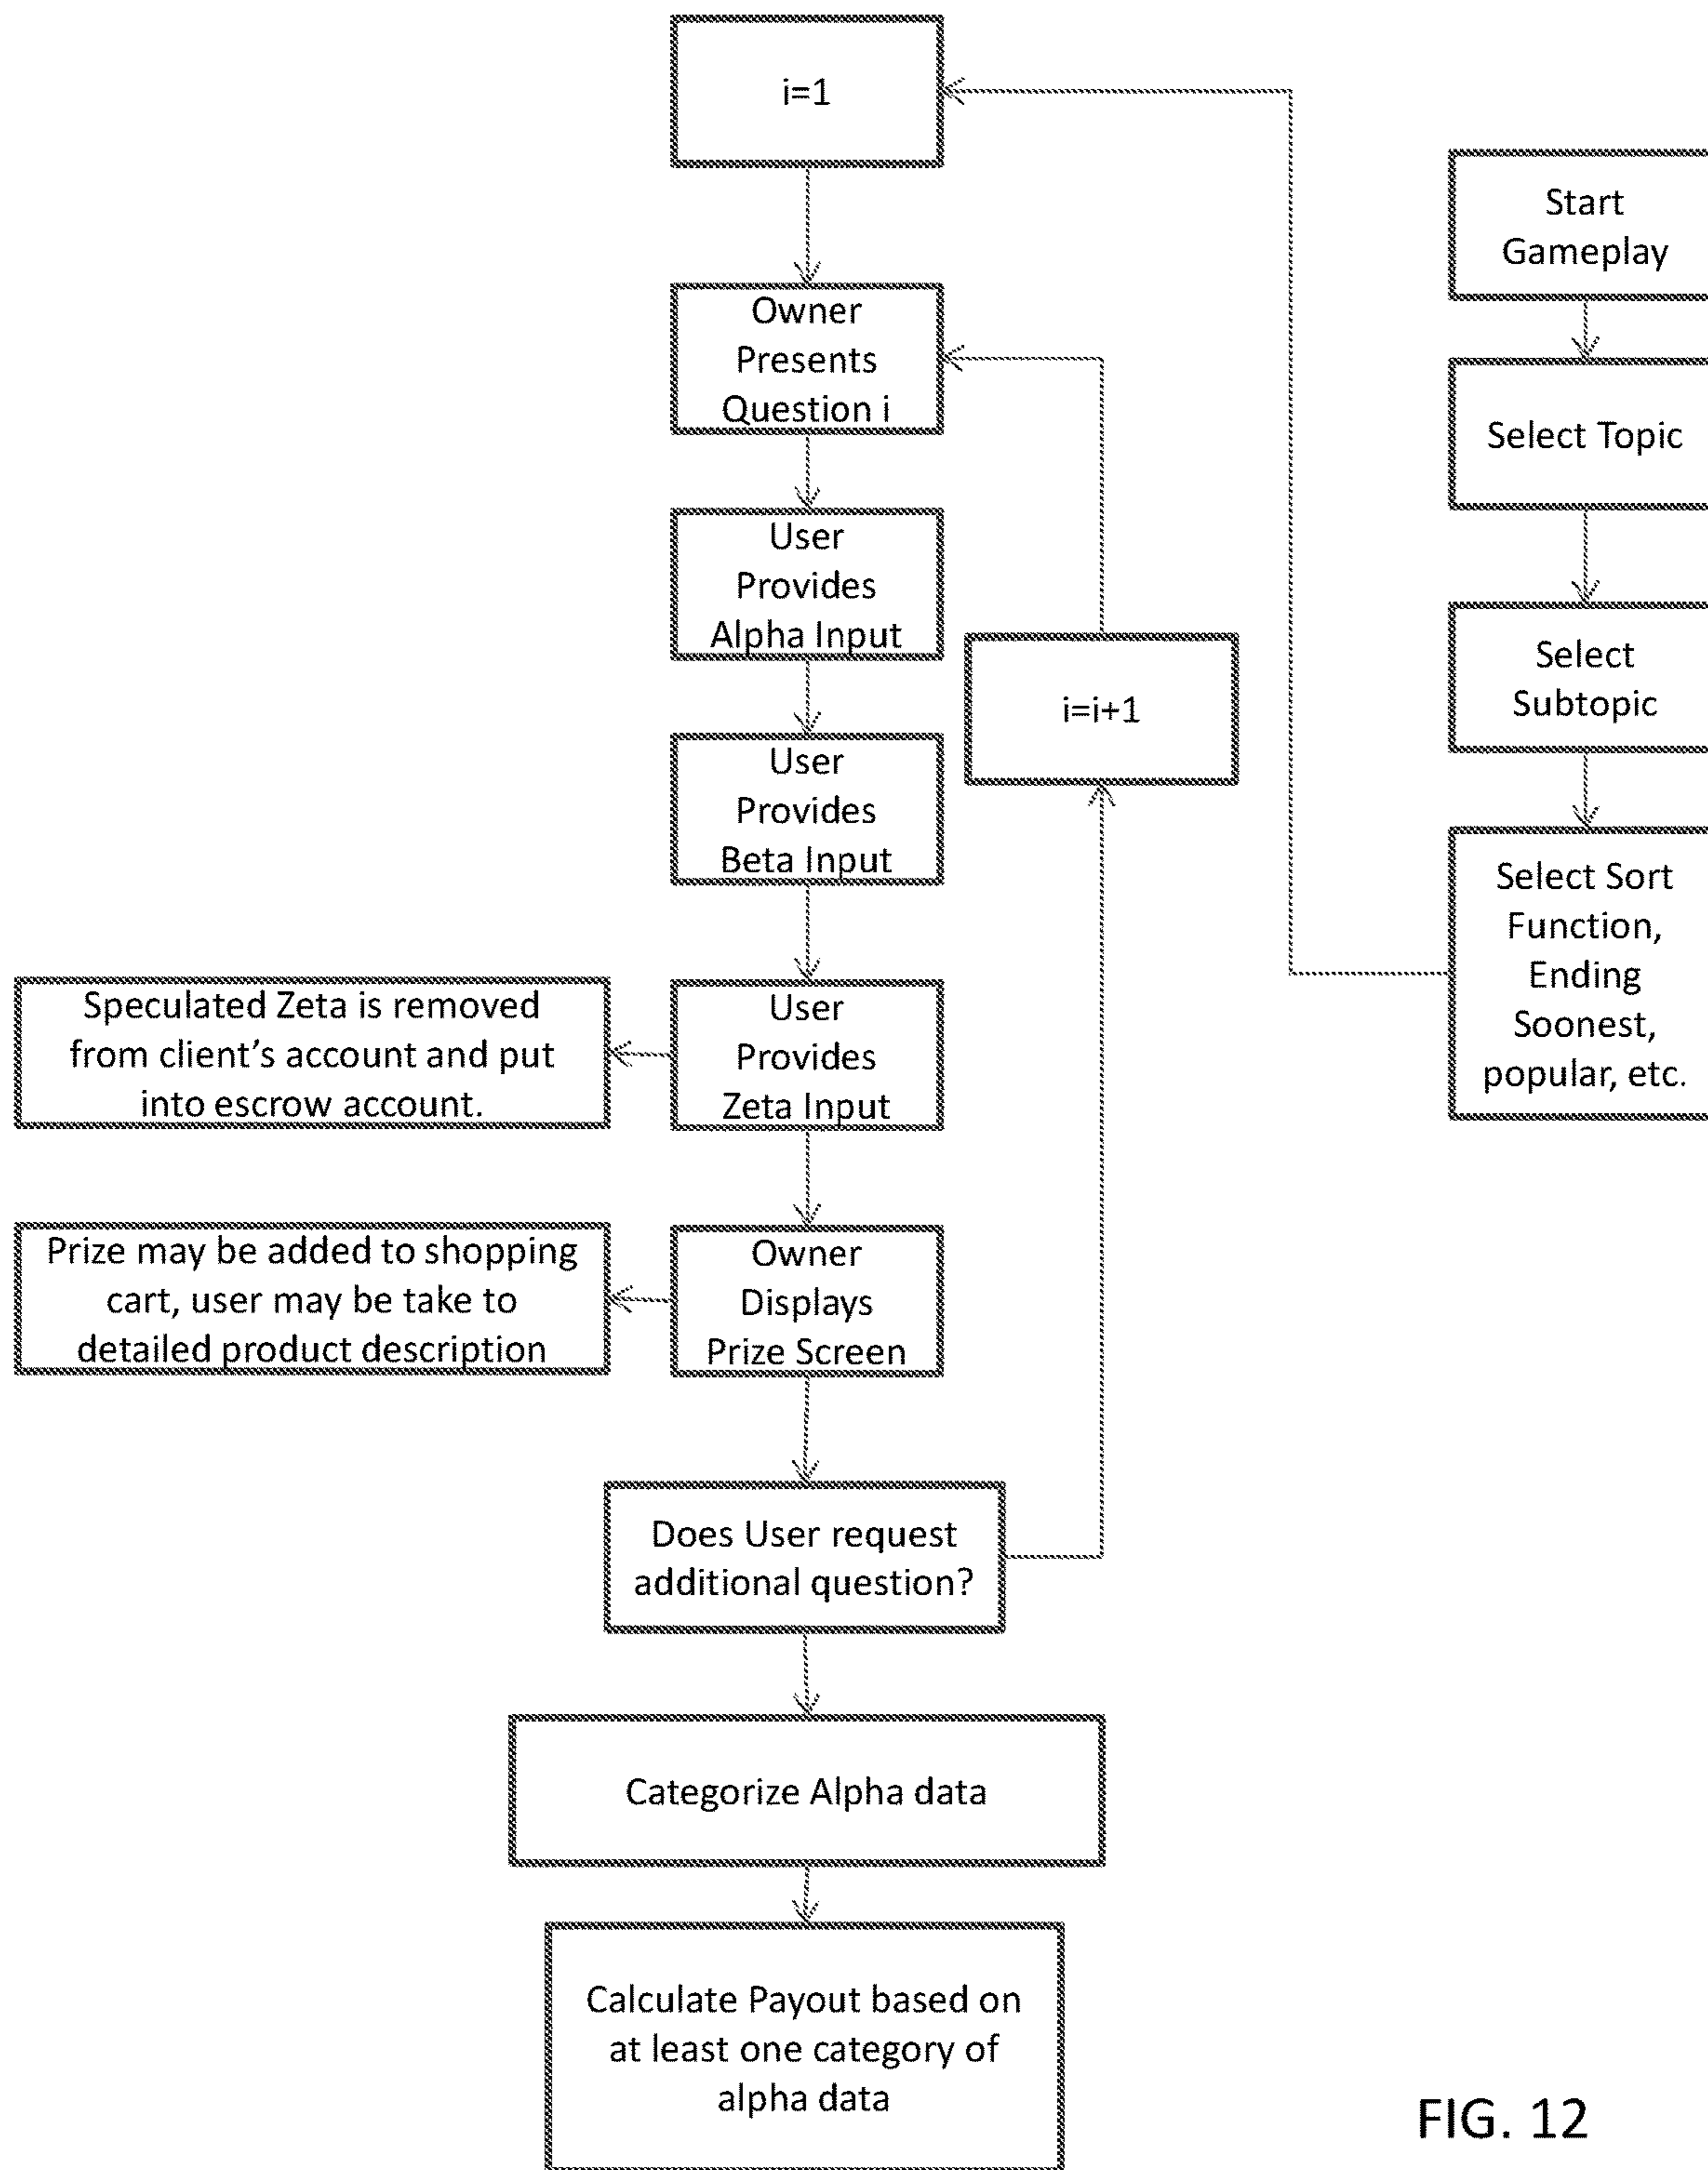 i=1
Start
Gameplay
Owner
Presents
Question i
Select Topic
User
Provides
Alpha Input
i=i+1
Select
Subtopic
User
Provides
Beta Input
Select Sort
Function,
Ending
Soonest,
popular, etc.
Speculated Zeta is removed
from client's account and put
into escrow account.
User
Provides
Zeta Input
Prize may be added to shopping
cart, user may be take to
detailed product description
Owner
Displays
Prize Screen
Does User request
additional question?
Categorize Alpha data
Calculate Payout based on
at least one category of
alpha data
FIG. 12